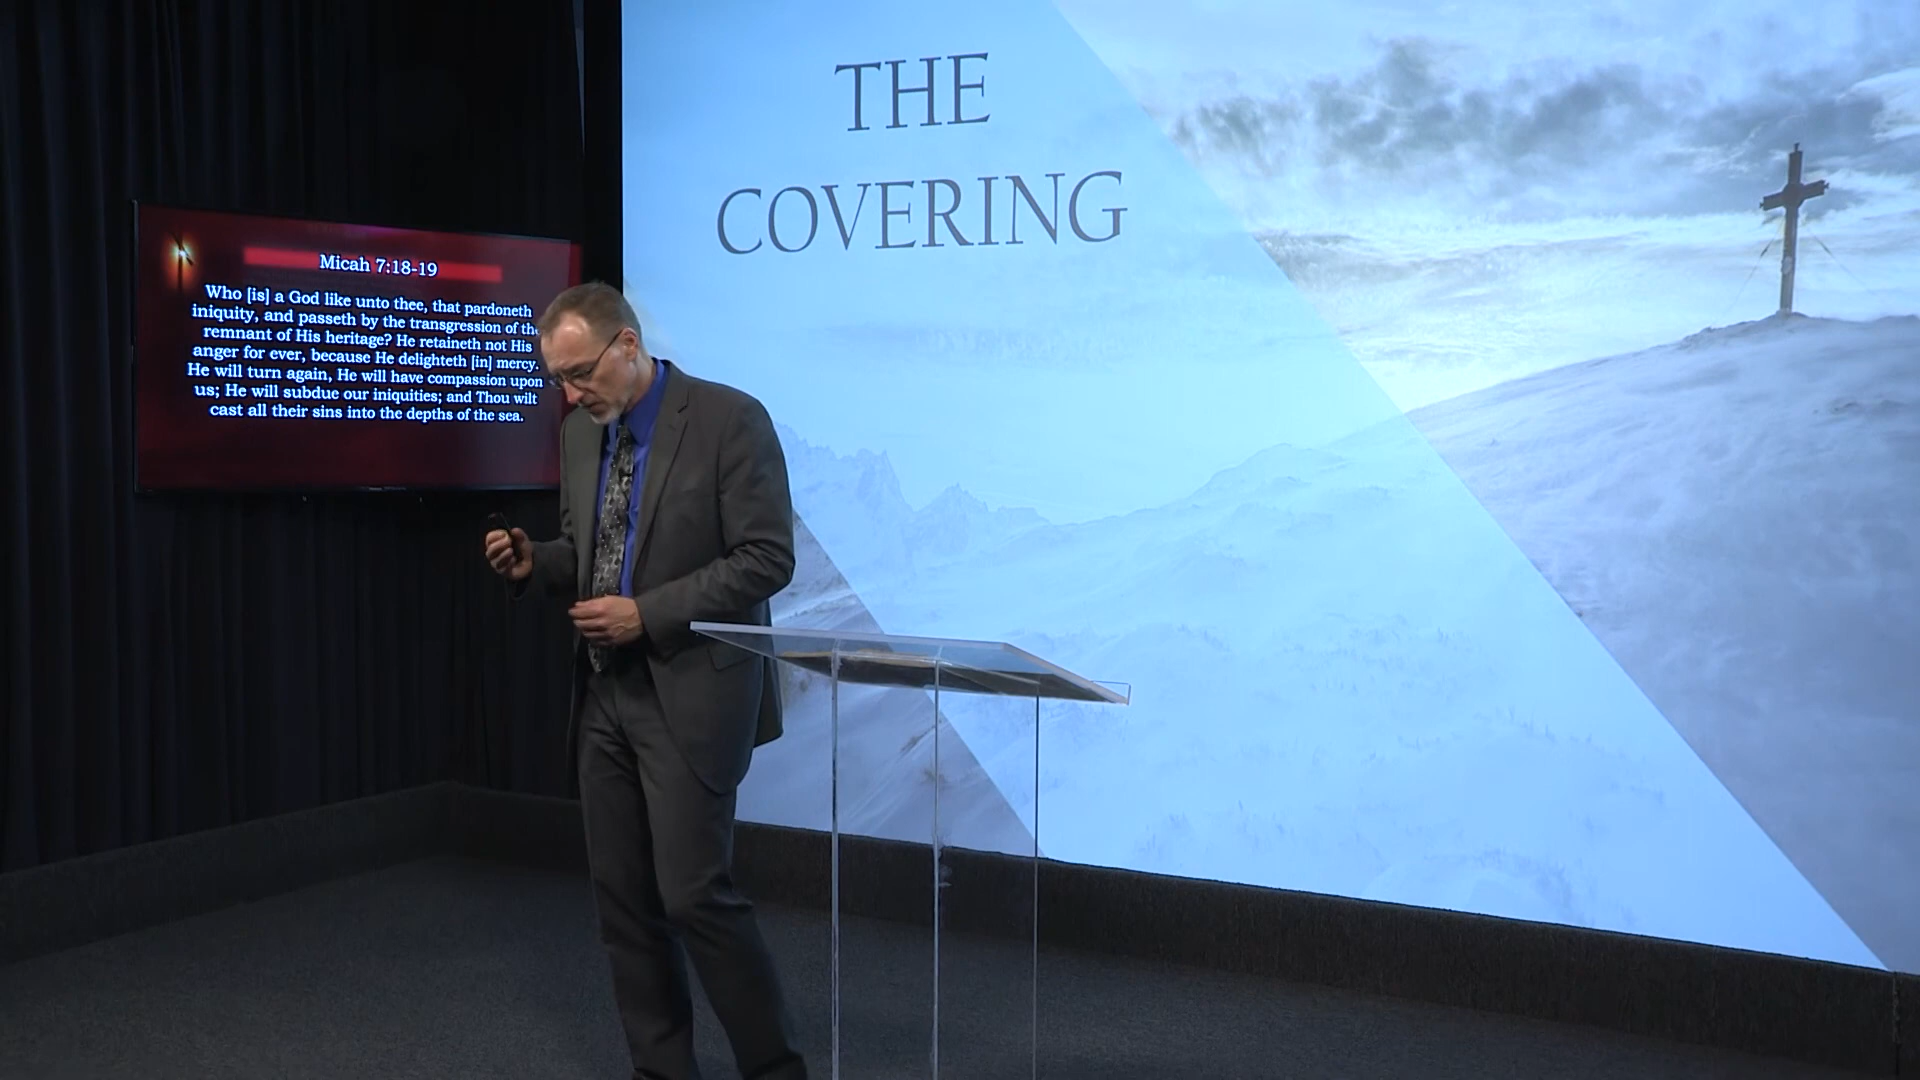 THE
COVERING
Micah 7:18-19
Who [is] a God like unto thee, that pardoneth
iniquity, and passeth by the transgression of the
remnant of His heritage? He retaineth not His
anger for ever, because He delighteth [in] mercy.
He will turn again, He will have compassion upon
us; He will subdue our iniquities; and Thou wilt
cast all their sins into the depths of the sea.